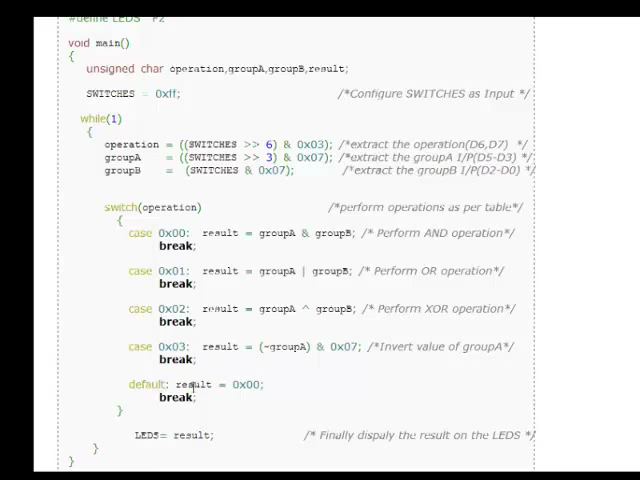 #define LEDS P2
void main()
{
unsigned char operation,groupA,groupB,result;
SWITCHES = 0xff; /*Configure SWITCHES as Input */
while(1)
{
operation = ((SWITCHES >> 6) & 0x03); /*extract the operation(D6,D7) */
groupA = ((SWITCHES >> 3) & 0x07); /*extract the groupA I/P(D5-D3) */
groupB = (SWITCHES & 0x07); /*extract the groupB I/P(D2-D0) */
switch(operation) /*perform operations as per table*/
{
case 0x00: result = groupA & groupB; /* Perform AND operation*/
break;
case 0x01: result = groupA | groupB; /* Perform OR operation*/
break;
case 0x02: result = groupA ^ groupB; /* Perform XOR operation*/
break;
case 0x03: result = (~groupA) & 0x07; /*Invert value of groupA*/
break;
default: result = 0x00;
break;
}
LEDS= result; /* Finally dispaly the result on the LEDS */
}
}